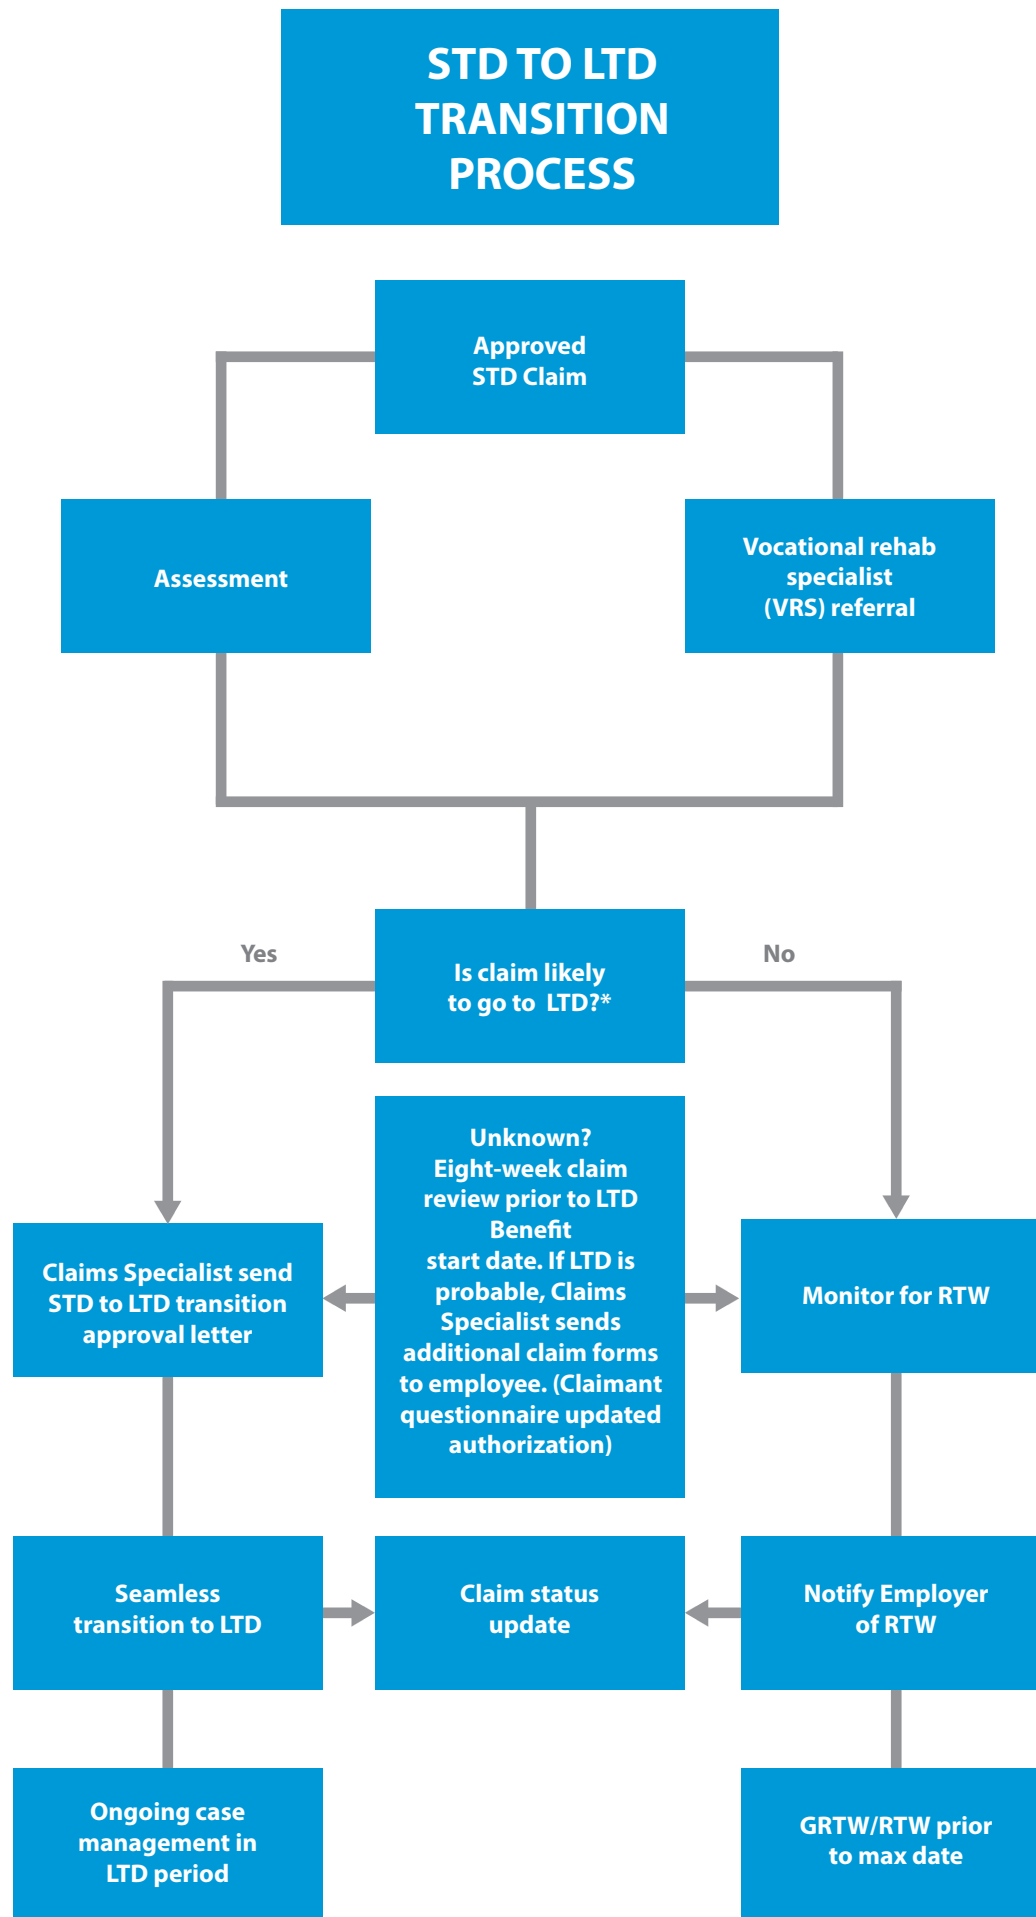 STD TO LTD
TRANSITION
PROCESS
Approved
STD Claim
Assessment
Vocational rehab
specialist
(VRS) referral
Yes
No
Is claim likely
to go to LTD?*
Unknown?
Eight-week claim
review prior to LTD
Benefit
start date. If LTD is
probable, Claims
Specialist sends
additional claim forms
to employee. (Claimant
questionnaire updated
authorization)
Claims Specialist send
STD to LTD transition
approval letter
Monitor for RTW
Seamless
transition to LTD
Claim status
update
Notify Employer
of RTW
Ongoing case
management in
LTD period
GRTW/RTW prior
to max date